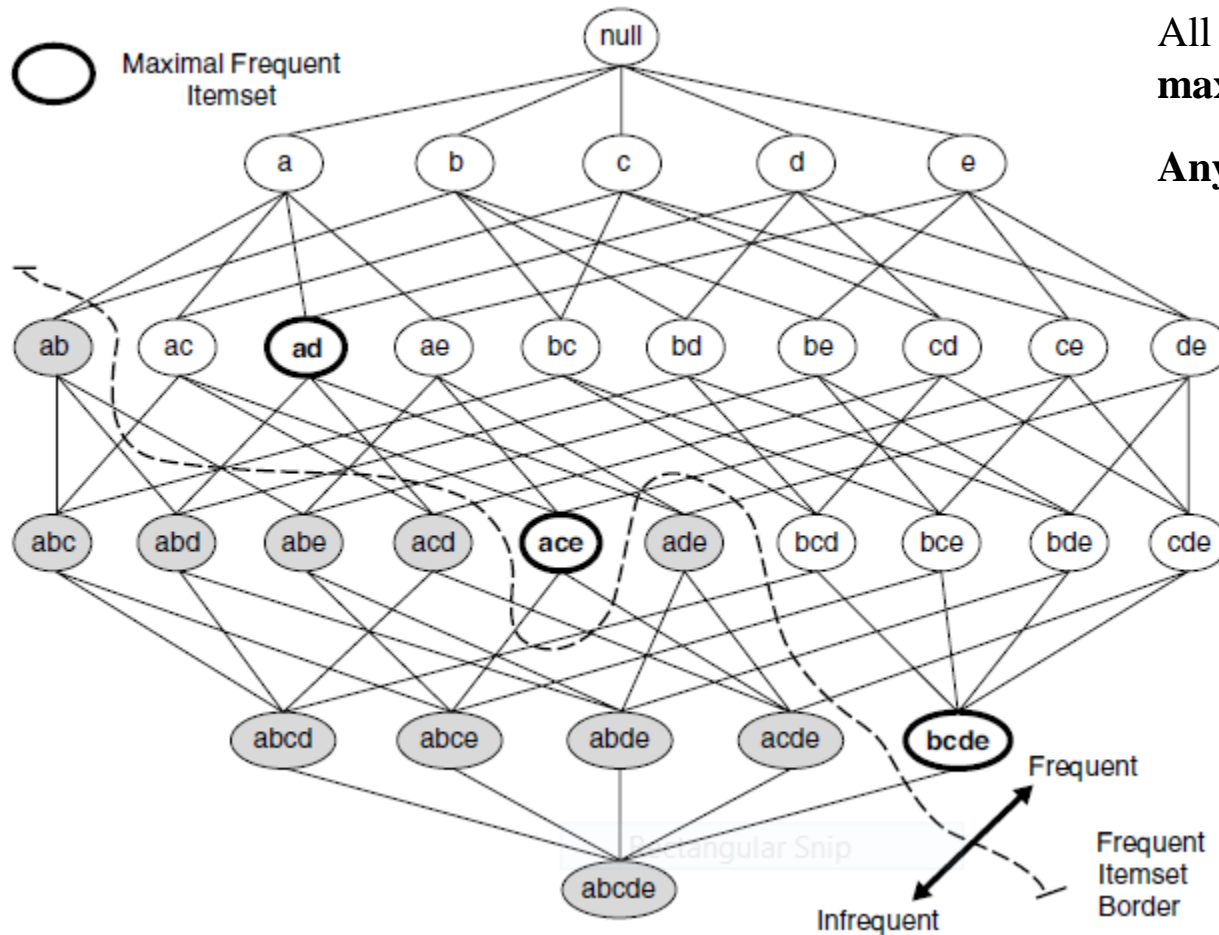 null
All
max
Maximal Frequent
Itemset
Any
a b c d e
ab ac ad ae bc bd be cd ce de
abc abd abe acd ace ade bcd bce bde cde
abcd abce abde acde bcde
Frequent
Rectangular Snip
abcde
Infrequent
Frequent
Itemset
Border